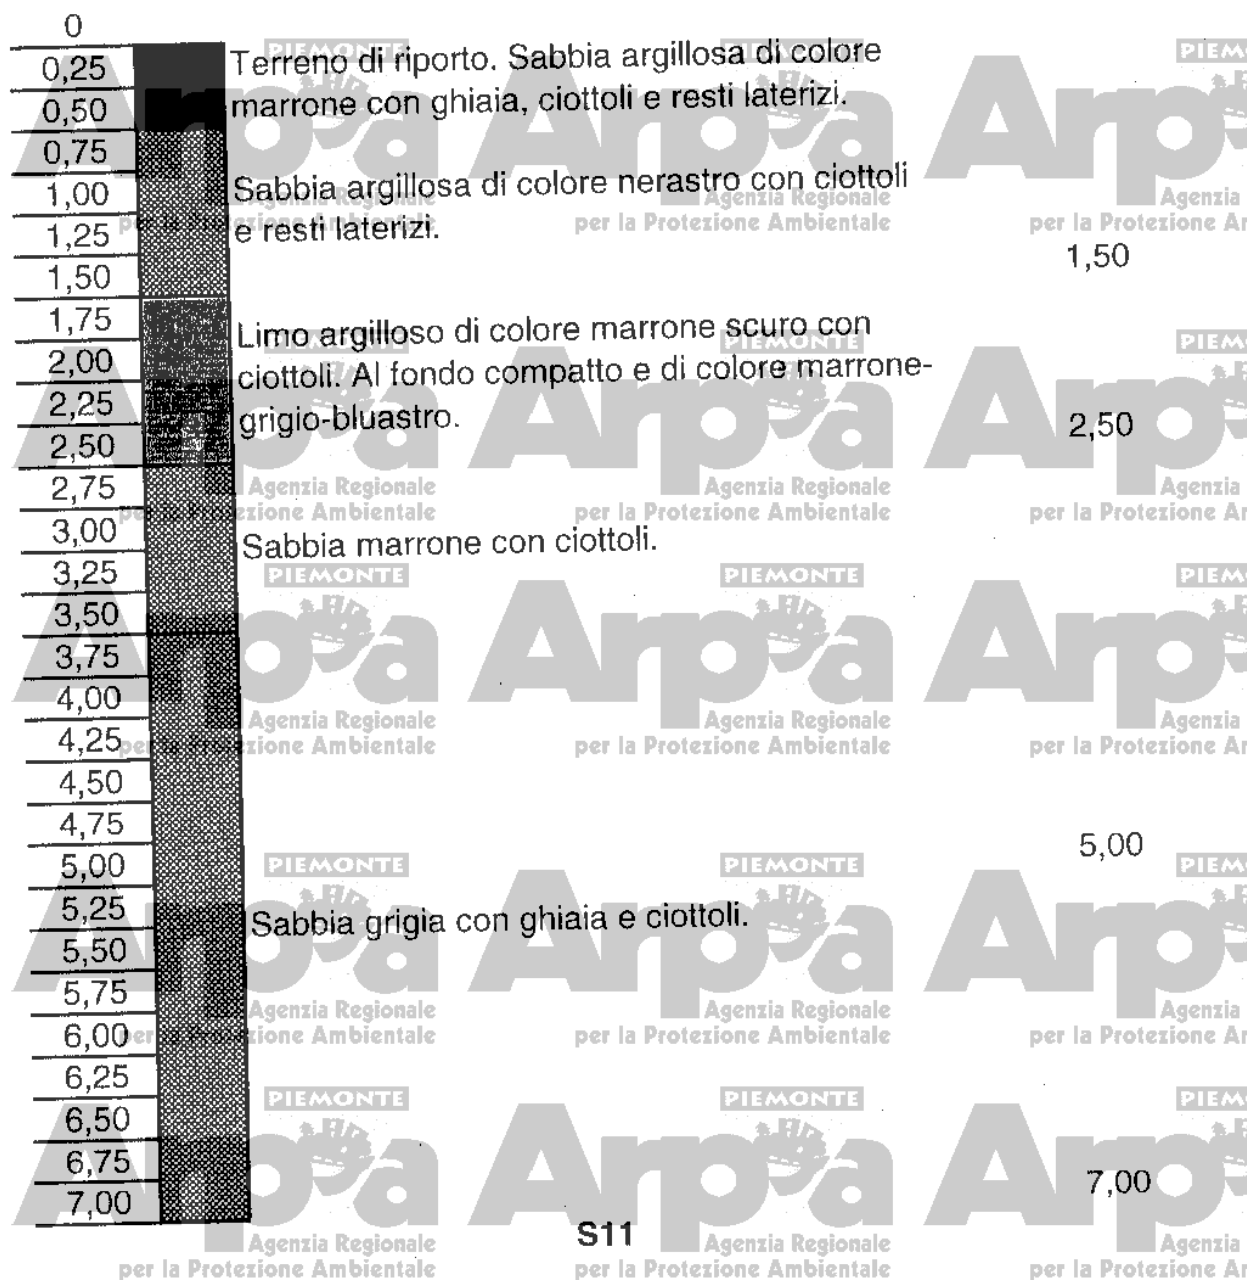 0
0,25
Terreno di riporto. Sabbia argillosa di colore
0,50
marrone con ghiaia, ciottoli e resti laterizi.
0,75
1,00
Sabbia argillosa di colore nerastro con ciottoli
1,25
e resti laterizi.
1,50
1,50
1,75
Limo argilloso di colore marrone scuro con
2,00
ciottoli. Al fondo compatto e di colore marrone-
2,25
grigio-bluastro.
2,50
2,50
2,75
3,00
Sabbia marrone con ciottoli.
3,25
3,50
3,75
4,00
4,25
4,50
4,75
5,00
5,00
5,25
Sabbia grigia con ghiaia e ciottoli.
5,50
5,75
6,00
6,25
6,50
6,75
7,00
7,00
S11
PIEMONTE
Arpa
Agenzia Regionale
per la Protezione Ambientale